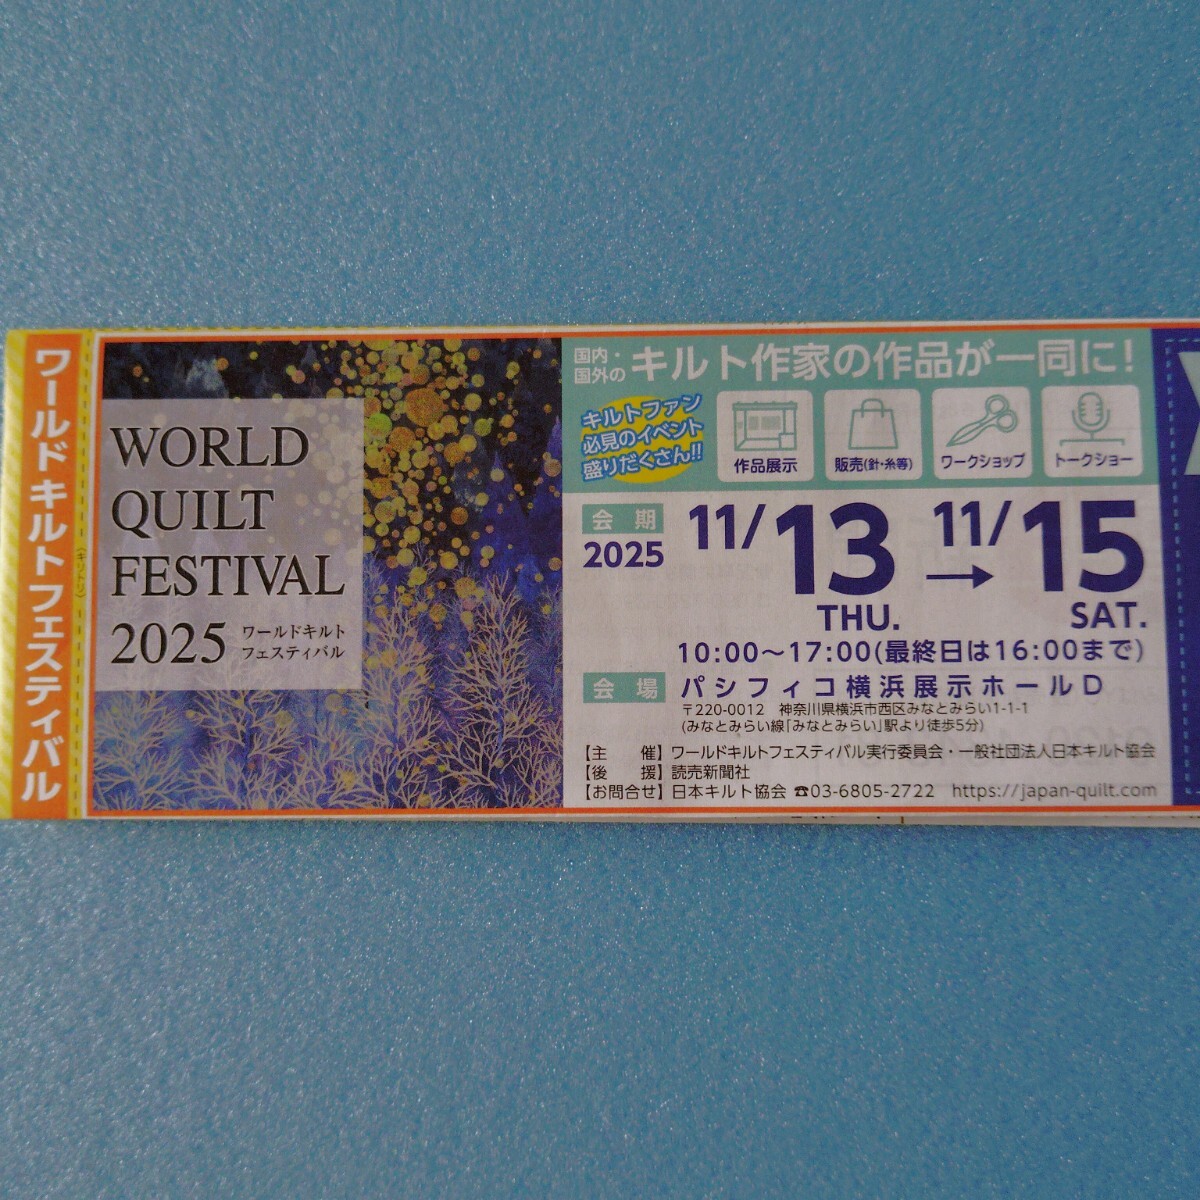 ワールドキルトフェスティバル
(キリトリ)
WORLD
QUILT
FESTIVAL
2025 ワールドキルト
フェスティバル
国内・
国外の キルト作家の作品が一同に!
キルトファン
必見のイベント
盛りだくさん!!
作品展示 販売(針・糸等) ワークショップ トークショー
会期 2025 11/13 THU. → 11/15 SAT.
10:00〜17:00(最終日は16:00まで)
会場 パシフィコ横浜展示ホールD
〒220-0012 神奈川県横浜市西区みなとみらい1-1-1
(みなとみらい線「みなとみらい」駅より徒歩5分)
【主 催】ワールドキルトフェスティバル実行委員会・一般社団法人日本キルト協会
【後 援】読売新聞社
【お問合せ】日本キルト協会 ☎03-6805-2722 https://japan-quilt.com